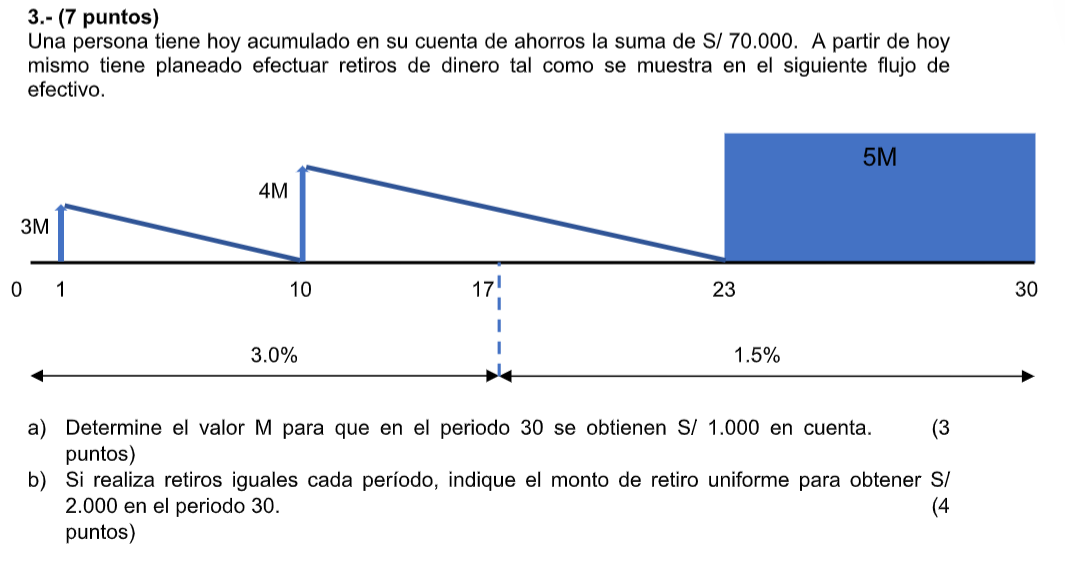 3.- (7 puntos)
Una persona tiene hoy acumulado en su cuenta de ahorros la suma de S/ 70.000. A partir de hoy
mismo tiene planeado efectuar retiros de dinero tal como se muestra en el siguiente flujo de
efectivo.
5M
4M
3M
0 1 10 17 23 30
3.0% 1.5%
a) Determine el valor M para que en el periodo 30 se obtienen S/ 1.000 en cuenta. (3
puntos)
b) Si realiza retiros iguales cada período, indique el monto de retiro uniforme para obtener S/
2.000 en el periodo 30. (4
puntos)